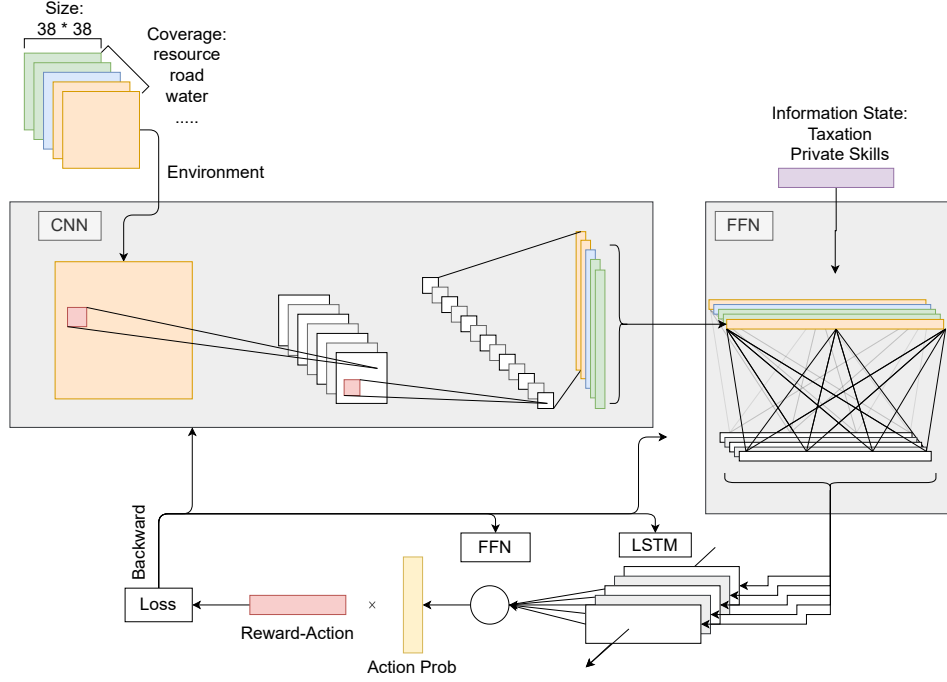 Size:
38 * 38
Coverage:
resource
road
water
.....
Environment
Information State:
Taxation
Private Skills
CNN
FFN
Backward
FFN
LSTM
Loss
Reward-Action
×
Action Prob